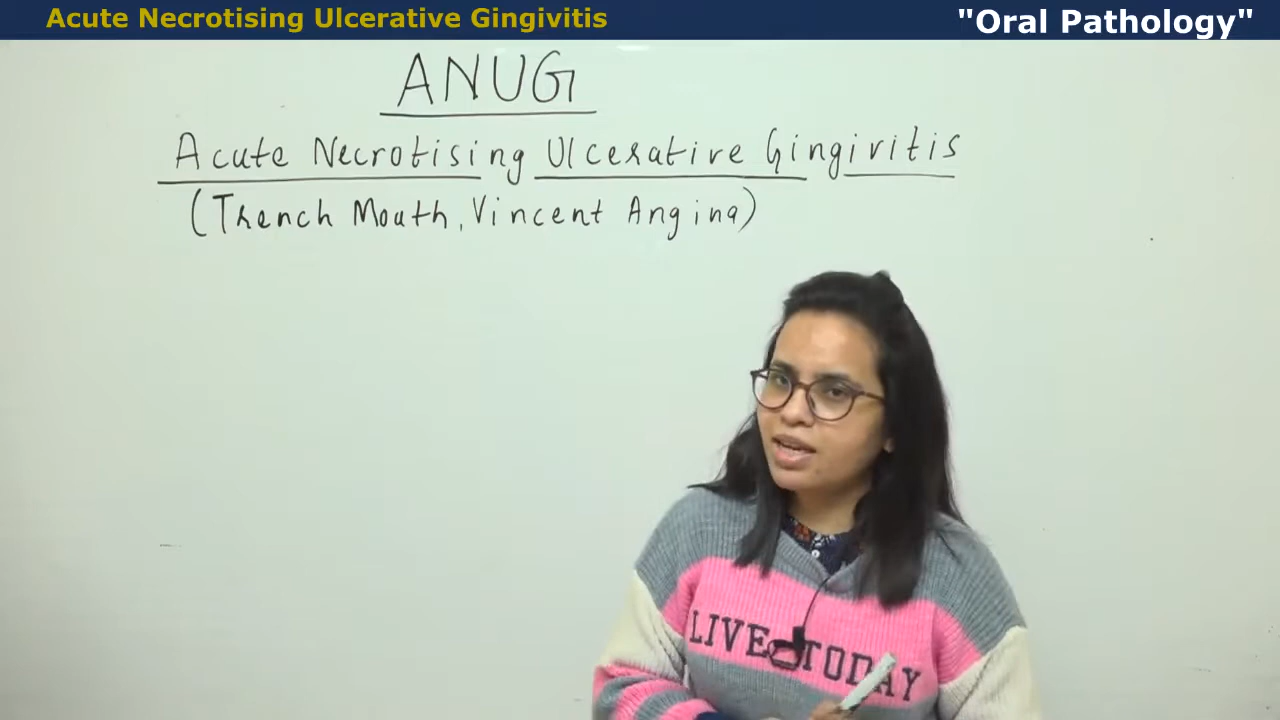 Acute Necrotising Ulcerative Gingivitis
"Oral Pathology"
ANUG
Acute Necrotising Ulcerative Gingivitis
(Trench Mouth, Vincent Angina)
LIVE TODAY